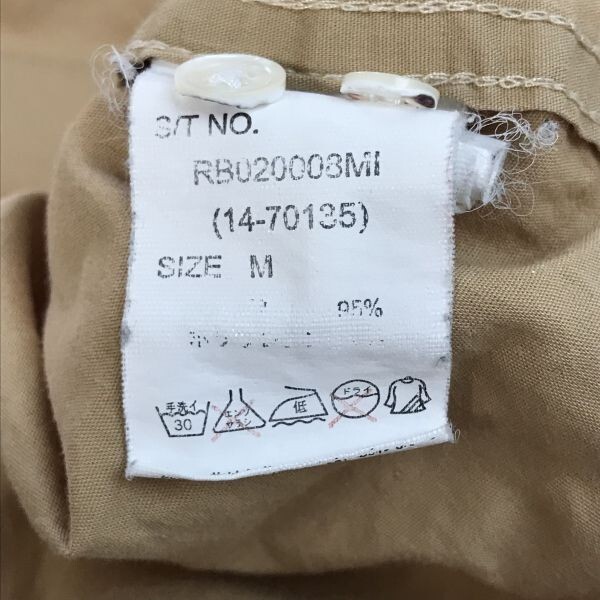 S/T NO.
RB020008MI
(14-70135)
SIZE M
95%
手洗イ 30
エンソ サラシ
低
ドライ